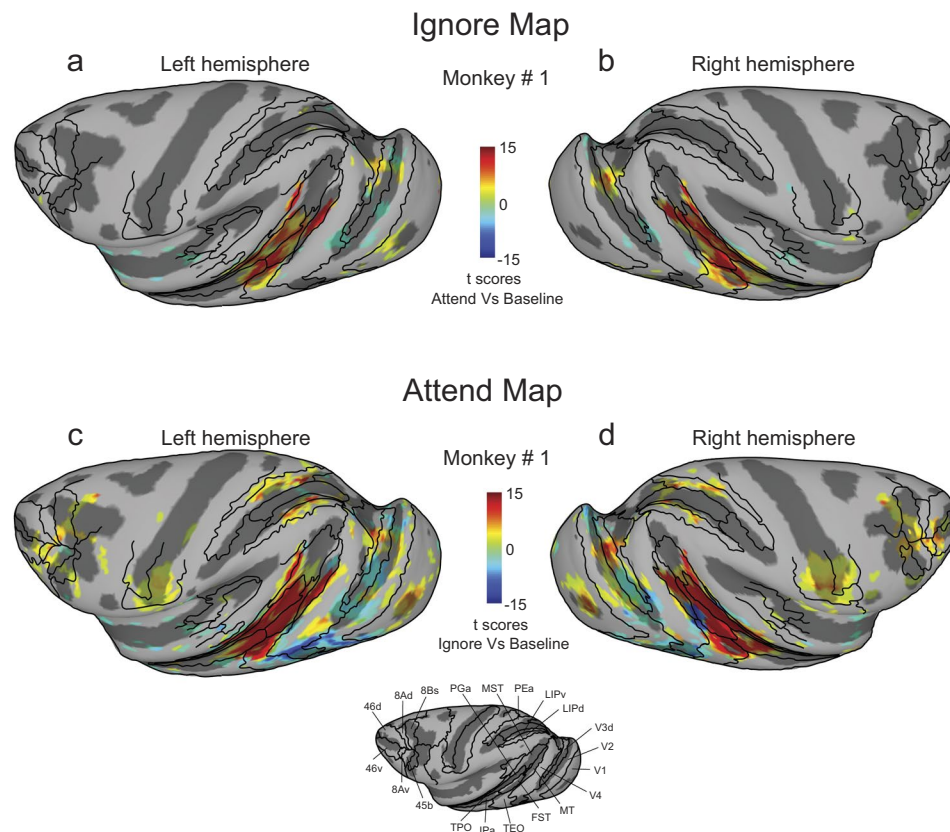 Ignore Map
a
Left hemisphere
Monkey # 1
b
Right hemisphere
15
0
-15
t scores
Attend Vs Baseline
Attend Map
c
Left hemisphere
Monkey # 1
d
Right hemisphere
15
0
-15
t scores
Ignore Vs Baseline
46d
8Ad
8Bs
PGa
MST
PEa
LIPv
LIPd
V3d
V2
V1
V4
46v
8Av
45b
TPO
IPa
TEO
FST
MT